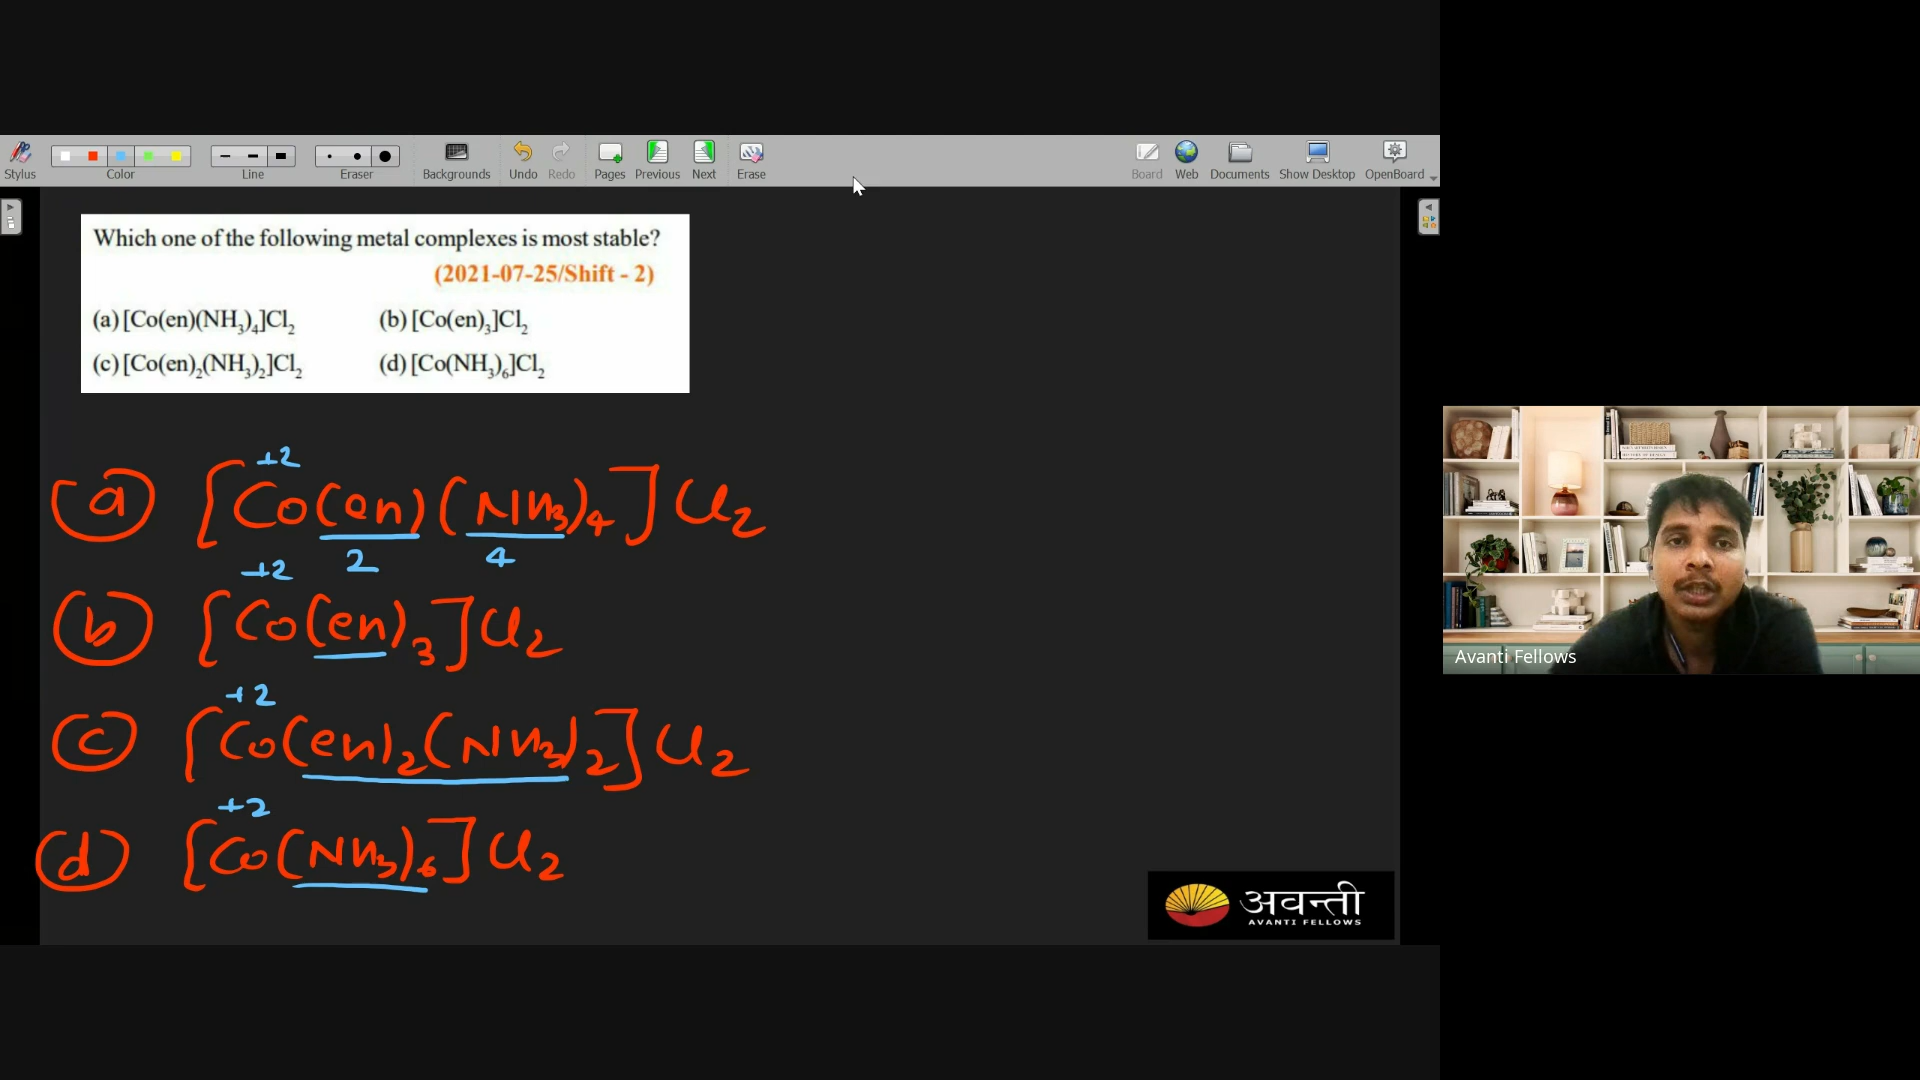 Stylus Color Line Eraser Backgrounds Undo Redo Pages Previous Next Erase Board Web Documents Show Desktop OpenBoard
Which one of the following metal complexes is most stable?
(2021-07-25/Shift - 2)
(a) [Co(en)(NH₃)₄]Cl₂ (b) [Co(en)₃]Cl₂
(c) [Co(en)₂(NH₃)₂]Cl₂ (d) [Co(NH₃)₆]Cl₂
+2
(a) [Co(en)(NH₃)₄]Cl₂
2 4
+2
(b) [Co(en)₃]Cl₂
+2
(c) [Co(en)₂(NH₃)₂]Cl₂
+2
(d) [Co(NH₃)₆]Cl₂
Avanti Fellows
अवन्ती
AVANTI FELLOWS